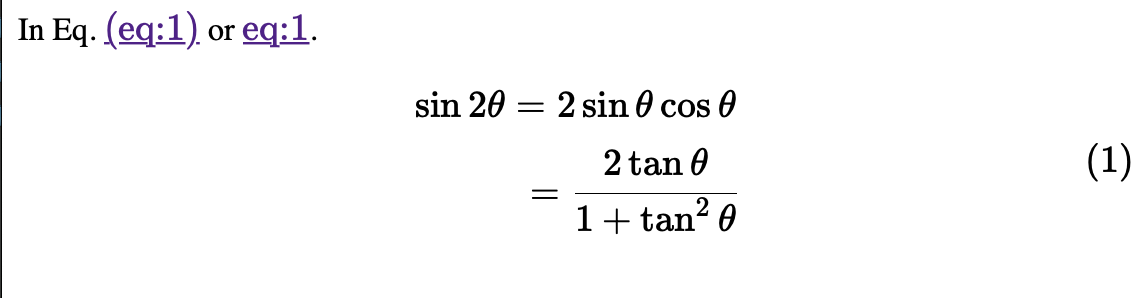 In Eq. (eq:1) or eq:1.
sin 2θ = 2 sin θ cos θ
= 2 tan θ / 1 + tan² θ
(1)